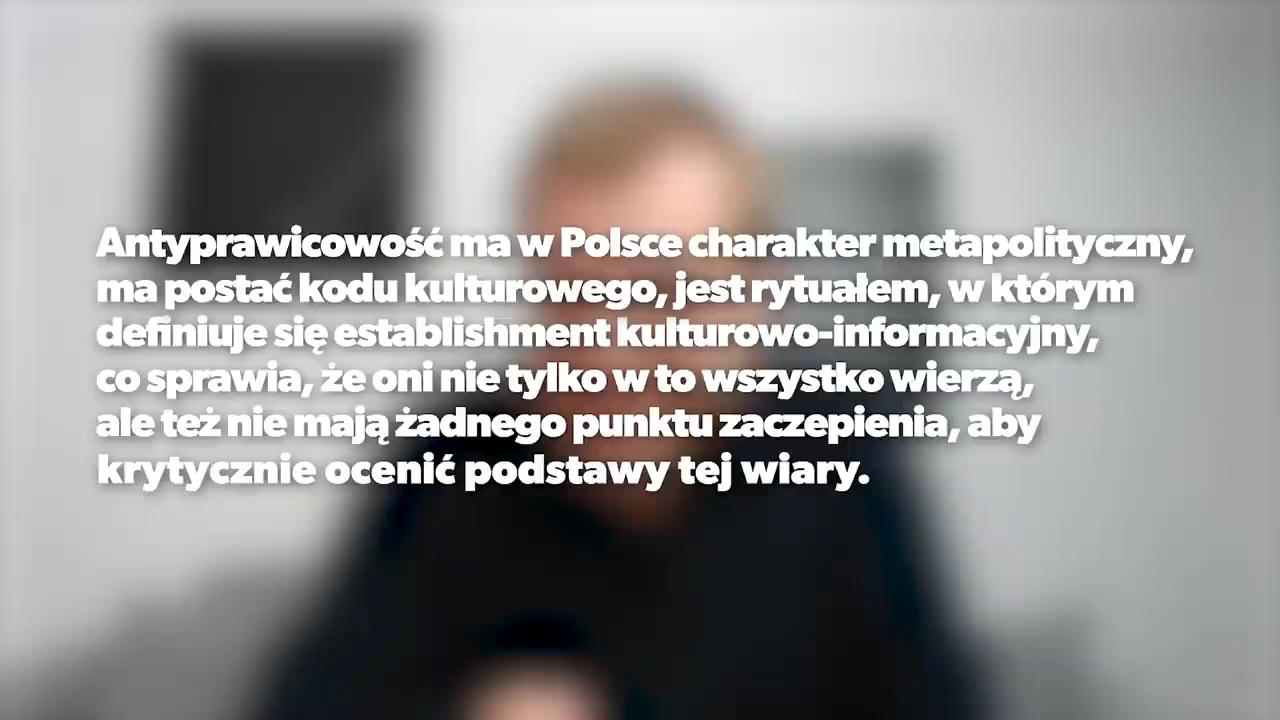 Antyprawicowość ma w Polsce charakter metapolityczny,
ma postać kodu kulturowego, jest rytuałem, w którym
definiuje się establishment kulturowo-informacyjny,
co sprawia, że oni nie tylko w to wszystko wierzą,
ale też nie mają żadnego punktu zaczepienia, aby
krytycznie ocenić podstawy tej wiary.